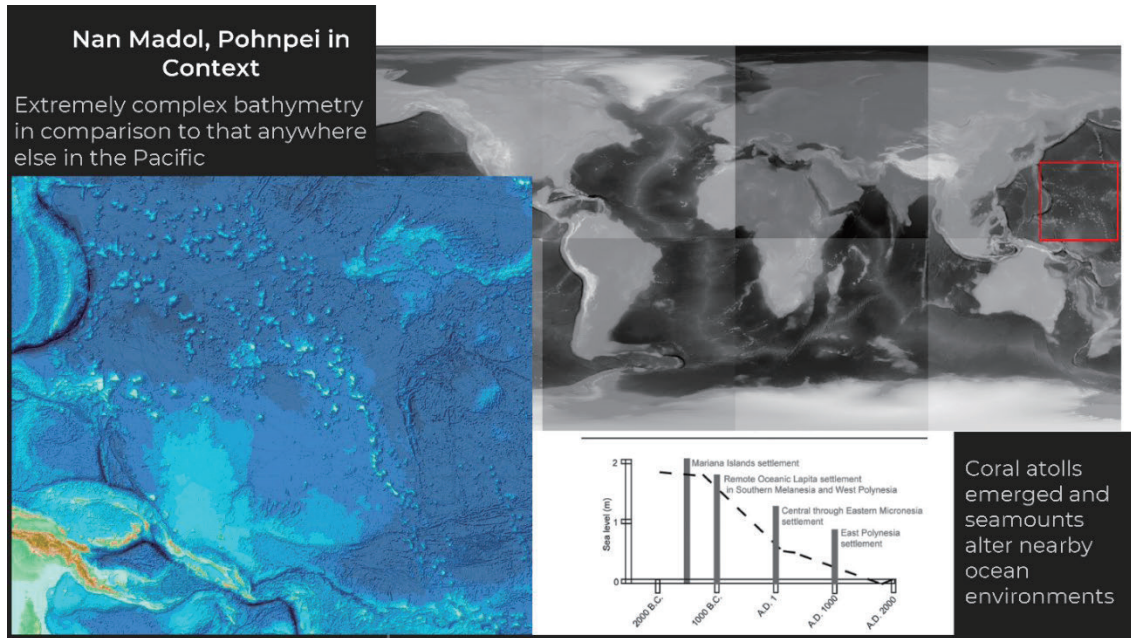 Nan Madol, Pohnpei in
Context
Extremely complex bathymetry
in comparison to that anywhere
else in the Pacific
2
1
0
Sea level (m)
Mariana Islands settlement
Remote Oceanic Lapita settlement
in Southern Melanesia and West Polynesia
Central through Eastern Micronesia
settlement
East Polynesia
settlement
2000 B.C.
1000 B.C.
A.D. 1
A.D. 1000
A.D. 2000
Coral atolls
emerged and
seamounts
alter nearby
ocean
environments